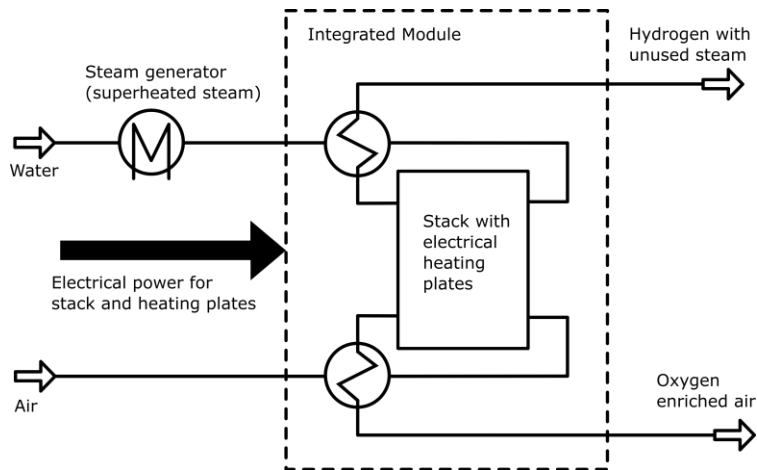 Integrated Module
Hydrogen with
unused steam
Steam generator
(superheated steam)
Water
Stack with
electrical
heating
plates
Electrical power for
stack and heating plates
Air
Oxygen
enriched air